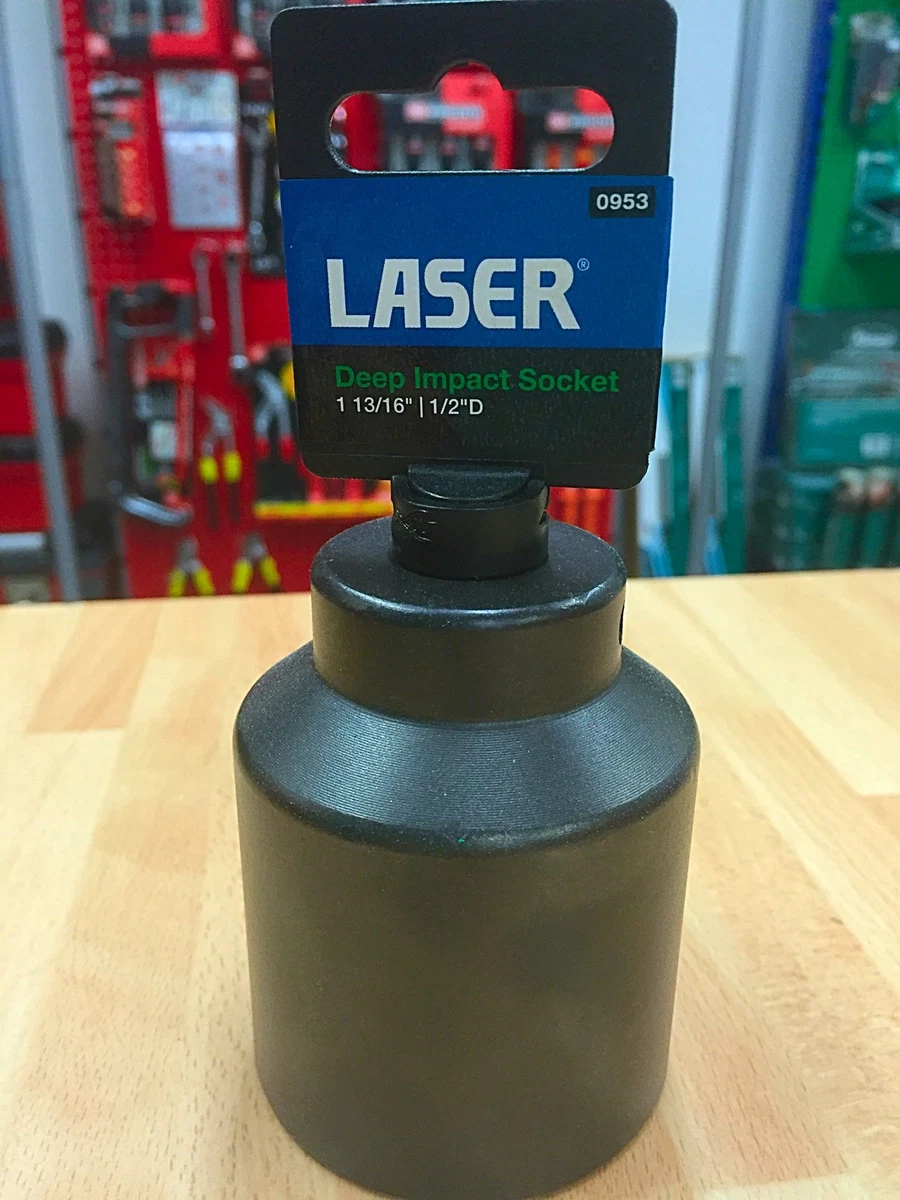 0953
LASER®
Deep Impact Socket
1 13/16" | 1/2"D